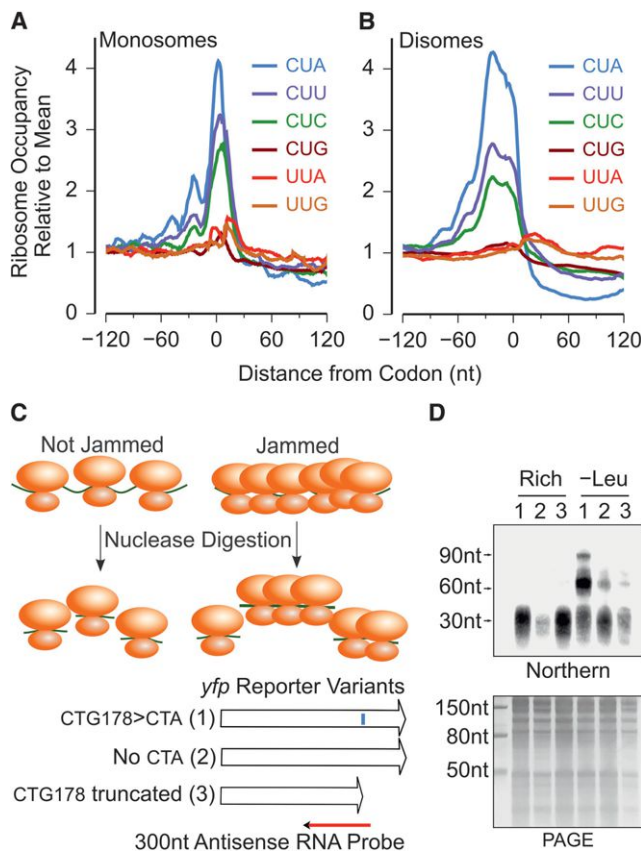 A
Monosomes
Ribosome Occupancy
Relative to Mean
4
3
2
1
0
CUA
CUU
CUC
CUG
UUA
UUG
−120 −60 0 60 120
B
Disomes
4
3
2
1
0
CUA
CUU
CUC
CUG
UUA
UUG
−120 −60 0 60 120
Distance from Codon (nt)
C
Not Jammed
Jammed
Nuclease Digestion
yfp Reporter Variants
CTG178>CTA (1)
No CTA (2)
CTG178 truncated (3)
300nt Antisense RNA Probe
D
Rich −Leu
1 2 3 1 2 3
90nt
60nt
30nt
Northern
150nt
80nt
50nt
PAGE